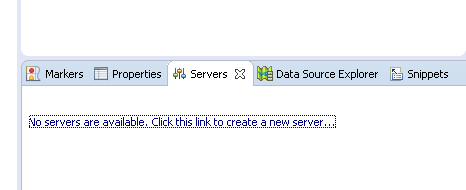 Markers Properties Servers Data Source Explorer Snippets
No servers are available. Click this link to create a new server...